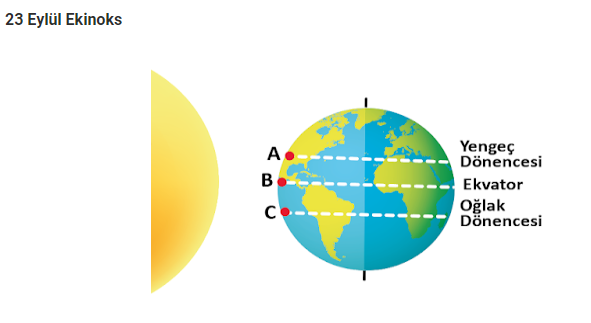 23 Eylül Ekinoks
A
Yengeç
Dönencesi
B
Ekvator
C
Oğlak
Dönencesi